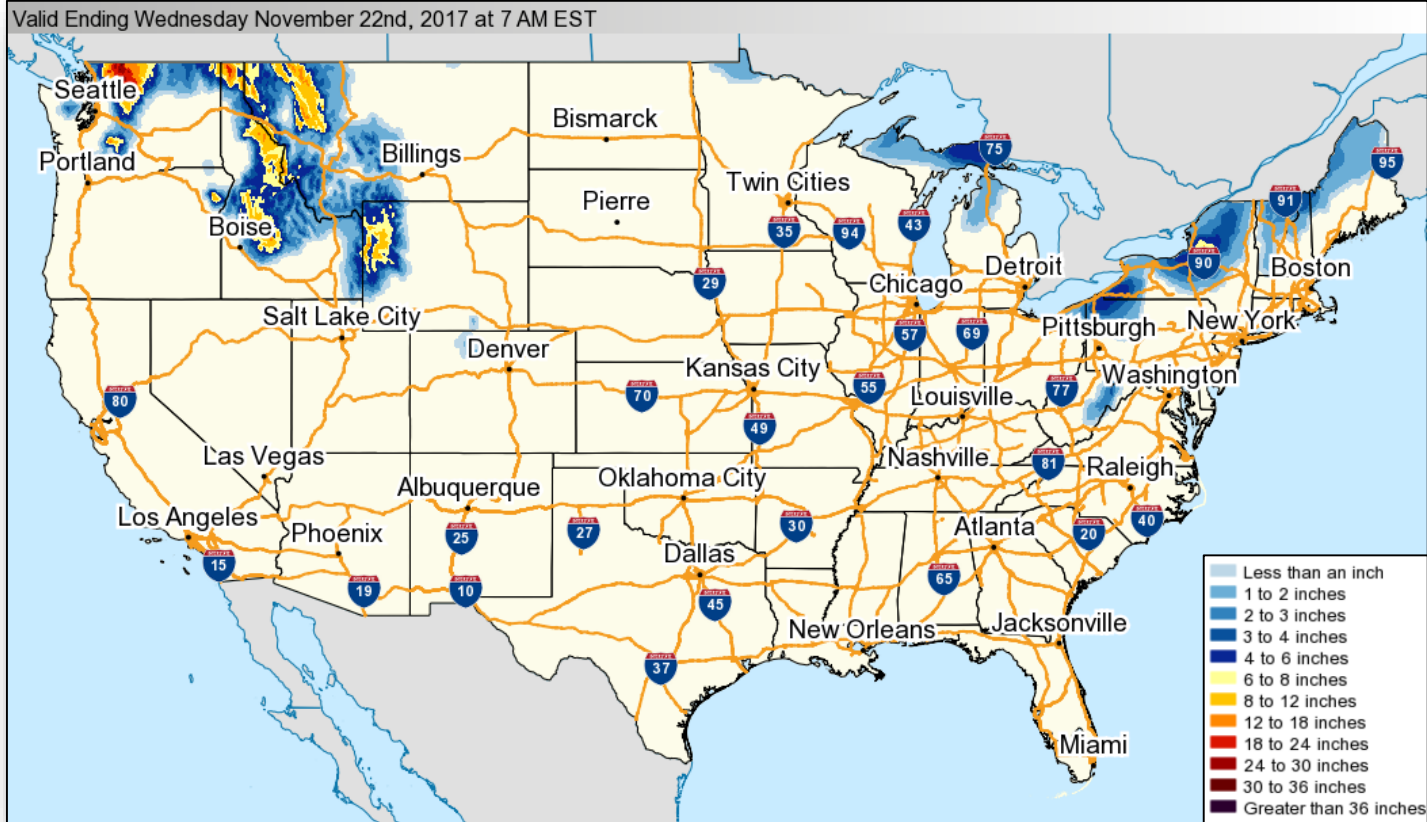 Valid Ending Wednesday November 22nd, 2017 at 7 AM EST
Seattle
Portland
Boise
Billings
Bismarck
Pierre
Twin Cities
75
95
91
35
94
43
90
29
Chicago
Detroit
Boston
Salt Lake City
Denver
57
69
Pittsburgh
New York
Kansas City
Washington
80
70
55
Louisville
77
49
Las Vegas
Albuquerque
Oklahoma City
Nashville
81
Raleigh
Los Angeles
Phoenix
25
27
30
Atlanta
20
40
15
19
10
Dallas
45
65
New Orleans
Jacksonville
37
Miami
Less than an inch
1 to 2 inches
2 to 3 inches
3 to 4 inches
4 to 6 inches
6 to 8 inches
8 to 12 inches
12 to 18 inches
18 to 24 inches
24 to 30 inches
30 to 36 inches
Greater than 36 inches